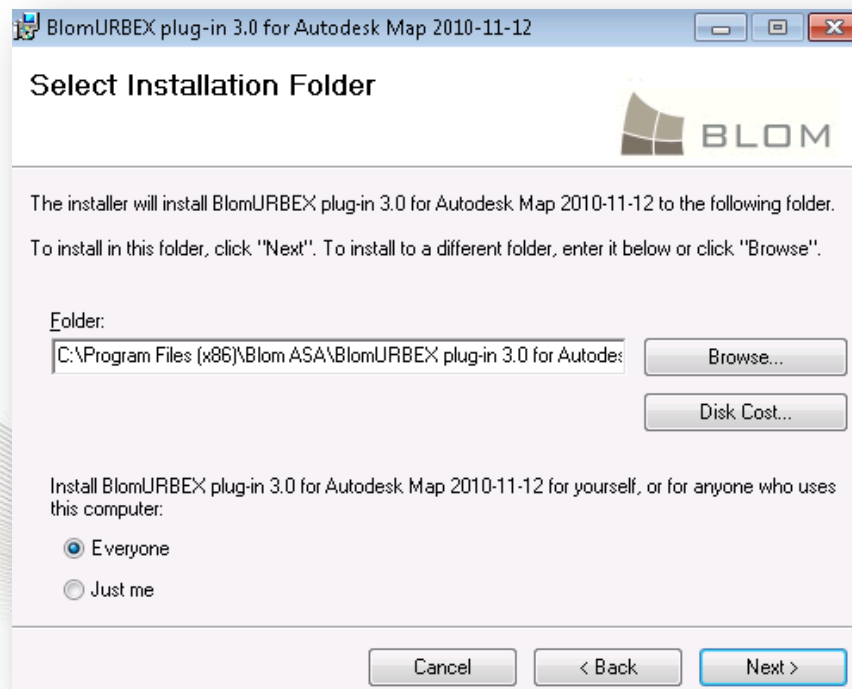 BlomURBEX plug-in 3.0 for Autodesk Map 2010-11-12
Select Installation Folder
BLOM
The installer will install BlomURBEX plug-in 3.0 for Autodesk Map 2010-11-12 to the following folder.
To install in this folder, click "Next". To install to a different folder, enter it below or click "Browse".
Folder:
C:\Program Files (x86)\Blom ASA\BlomURBEX plug-in 3.0 for Autodes
Browse...
Disk Cost...
Install BlomURBEX plug-in 3.0 for Autodesk Map 2010-11-12 for yourself, or for anyone who uses
this computer:
Everyone
Just me
Cancel
< Back
Next >